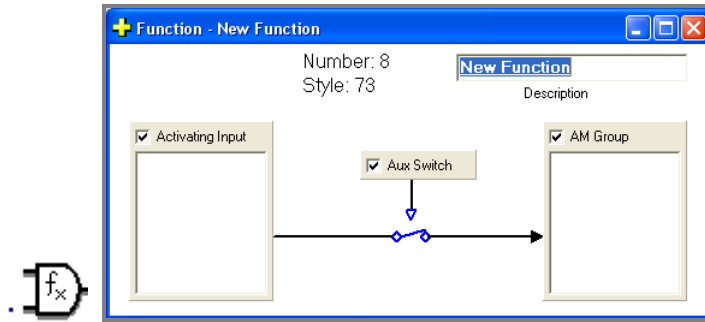 Function - New Function
Number: 8
Style: 73
New Function
Description
Activating Input
Aux Switch
AM Group
fx